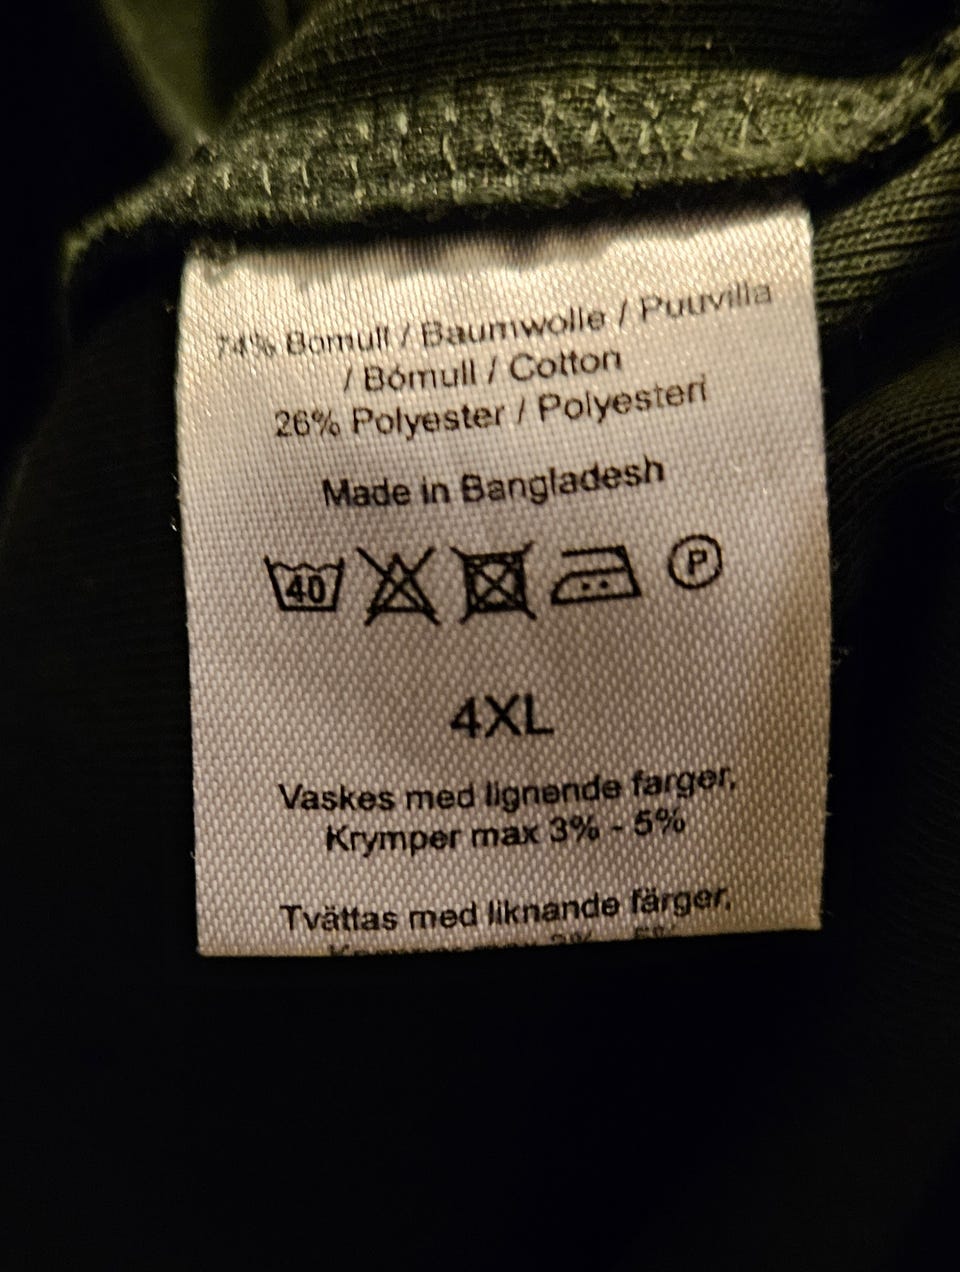 74% Bomull / Baumwolle / Puuvilla
/ Bómull / Cotton
26% Polyester / Polyesteri
Made in Bangladesh
40 P
4XL
Vaskes med lignende farger,
Krymper max 3% - 5%
Tvättas med liknande färger,